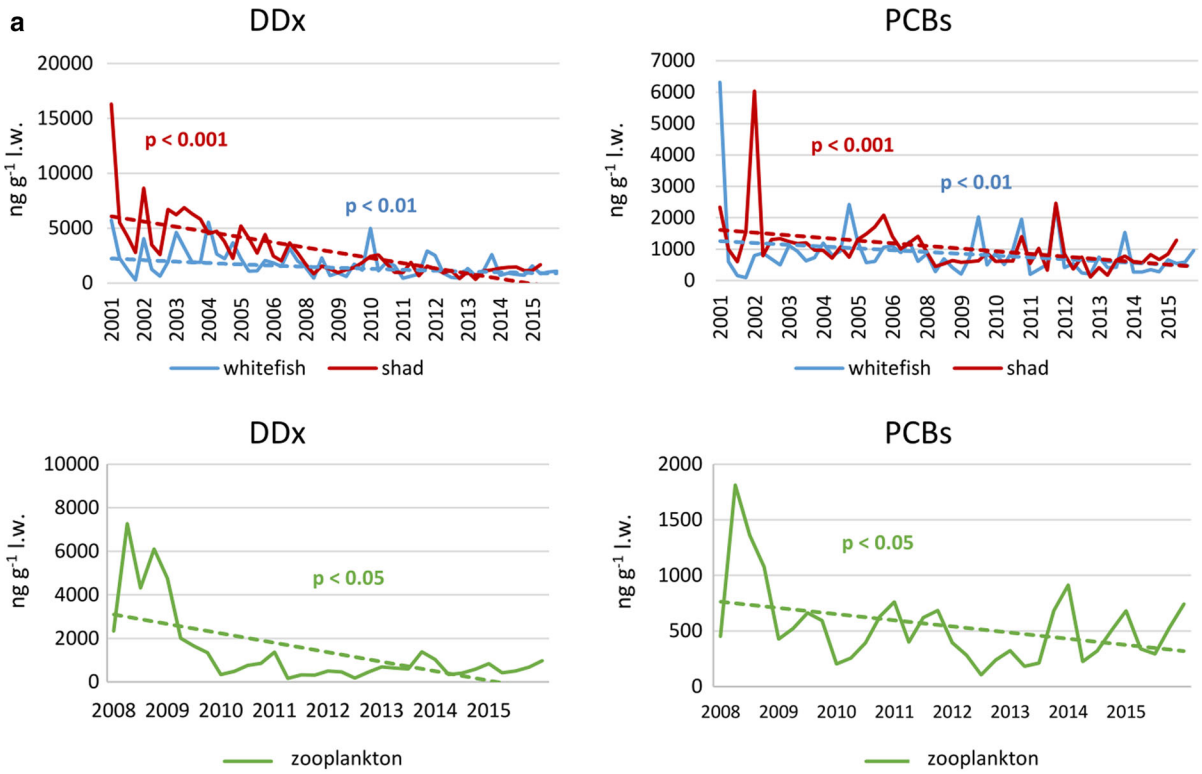 a
DDx
ng g⁻¹ l.w.
20000
15000
10000
5000
0
p < 0.001
p < 0.01
2001 2002 2003 2004 2005 2006 2007 2008 2009 2010 2011 2012 2013 2014 2015
whitefish shad
PCBs
ng g⁻¹ l.w.
7000
6000
5000
4000
3000
2000
1000
0
p < 0.001
p < 0.01
2001 2002 2003 2004 2005 2006 2007 2008 2009 2010 2011 2012 2013 2014 2015
whitefish shad
DDx
ng g⁻¹ l.w.
10000
8000
6000
4000
2000
0
p < 0.05
2008 2009 2010 2011 2012 2013 2014 2015
zooplankton
PCBs
ng g⁻¹ l.w.
2000
1500
1000
500
0
p < 0.05
2008 2009 2010 2011 2012 2013 2014 2015
zooplankton